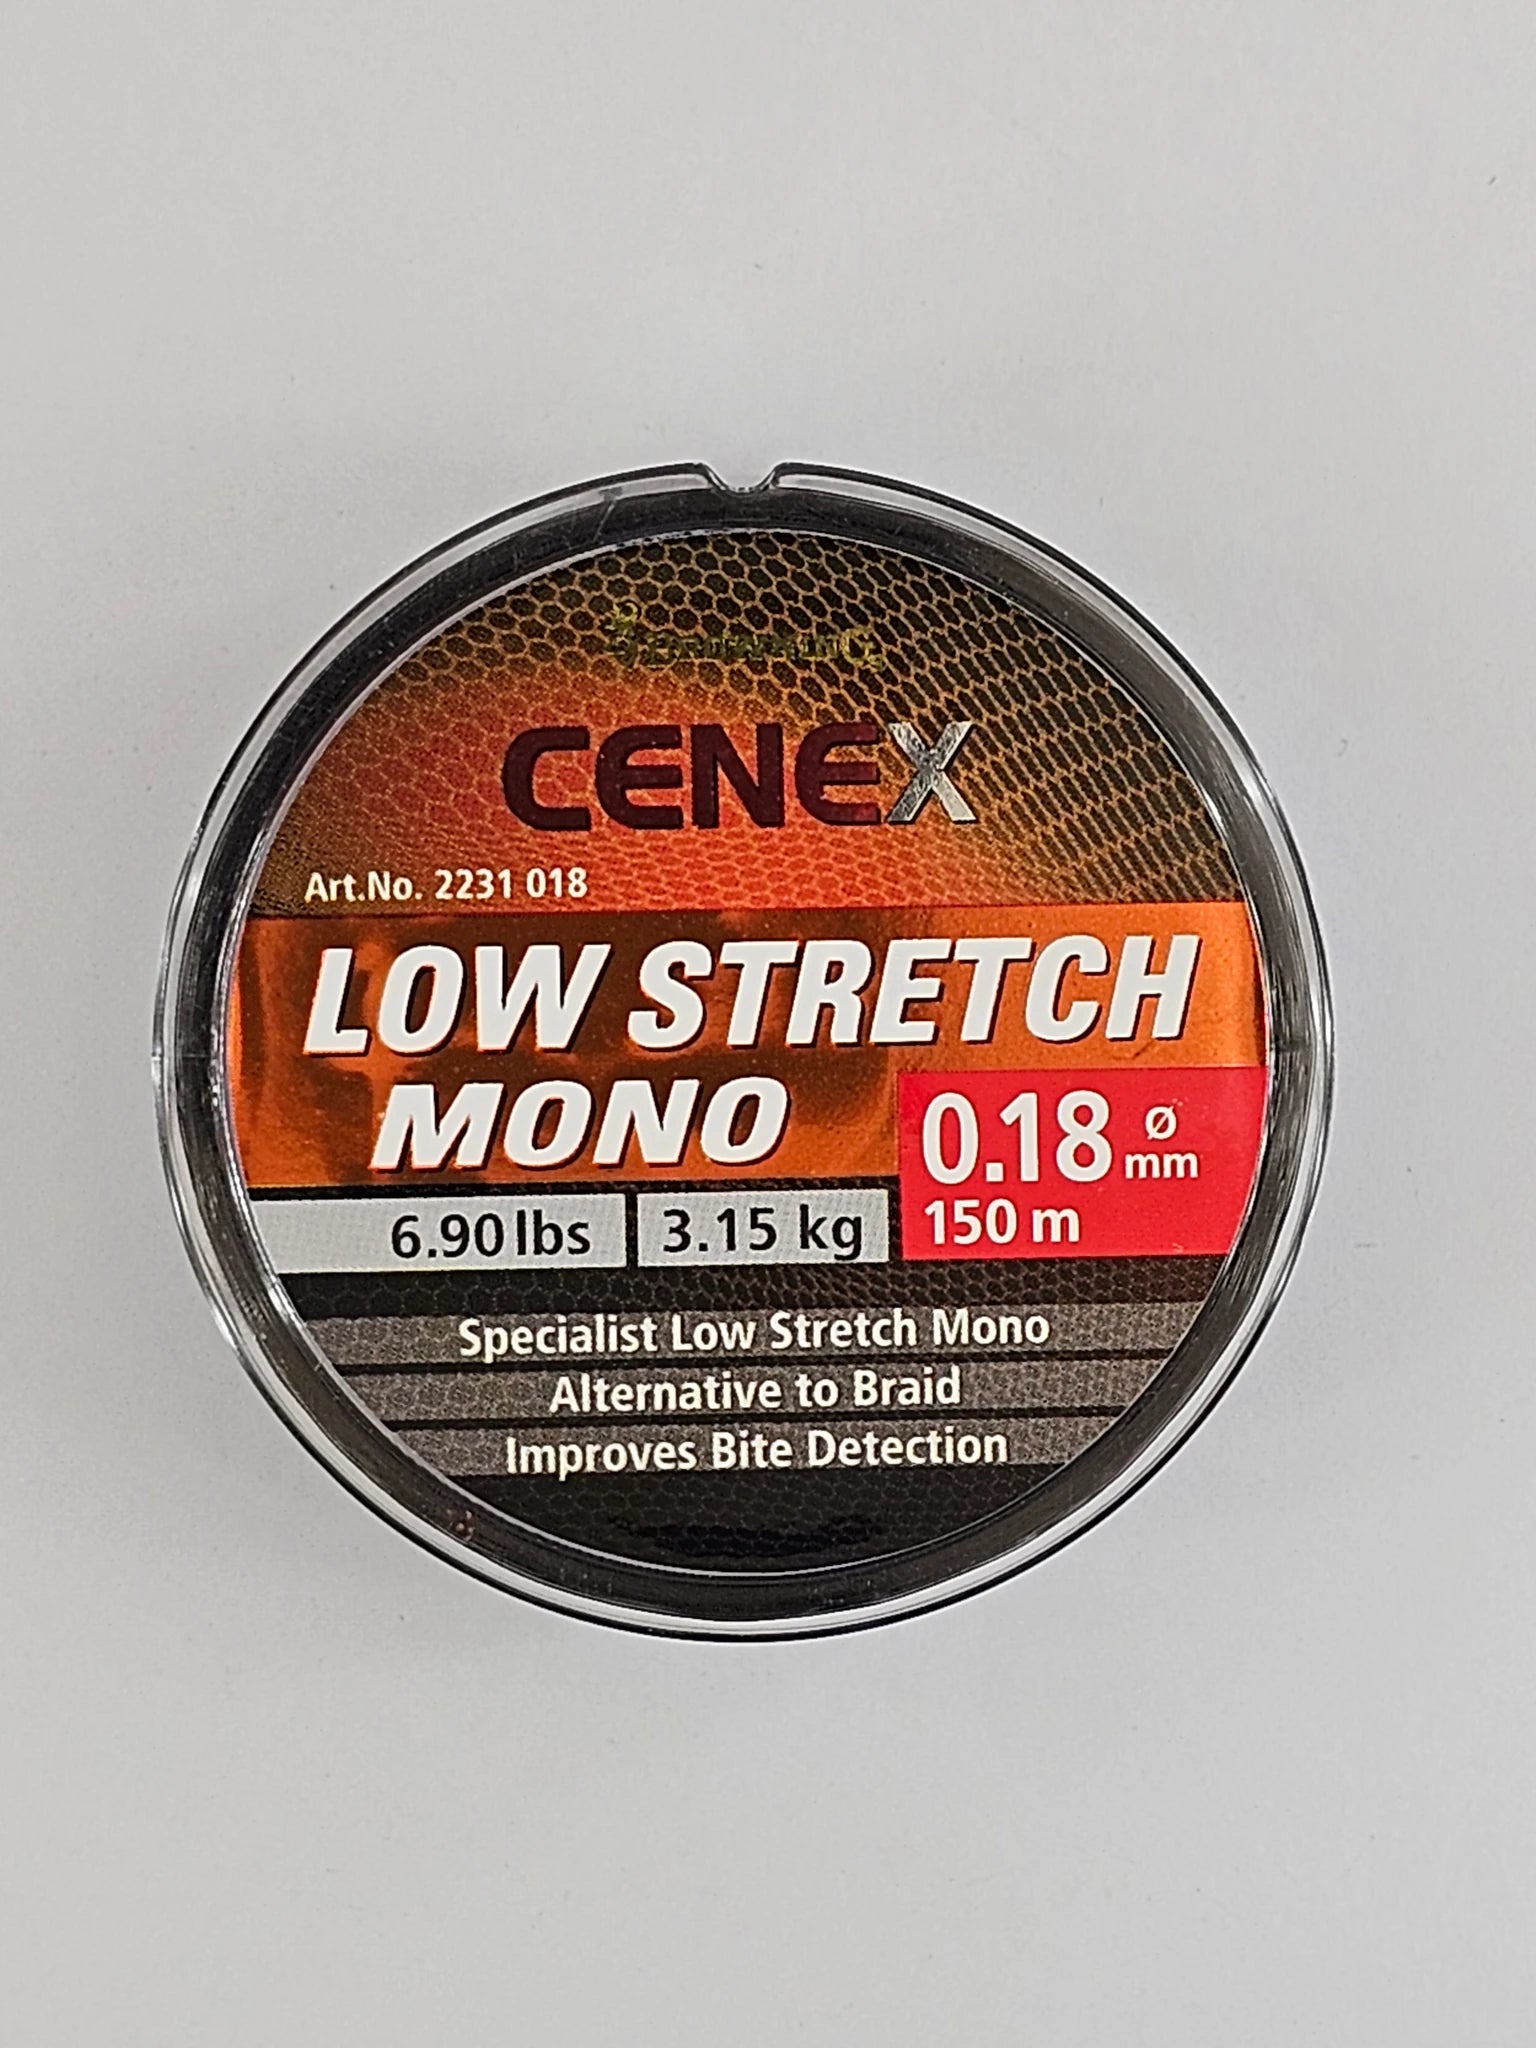 CENEX
Art.No. 2231 018
LOW STRETCH
MONO
0.18 ø mm
150 m
6.90 lbs 3.15 kg
Specialist Low Stretch Mono
Alternative to Braid
Improves Bite Detection